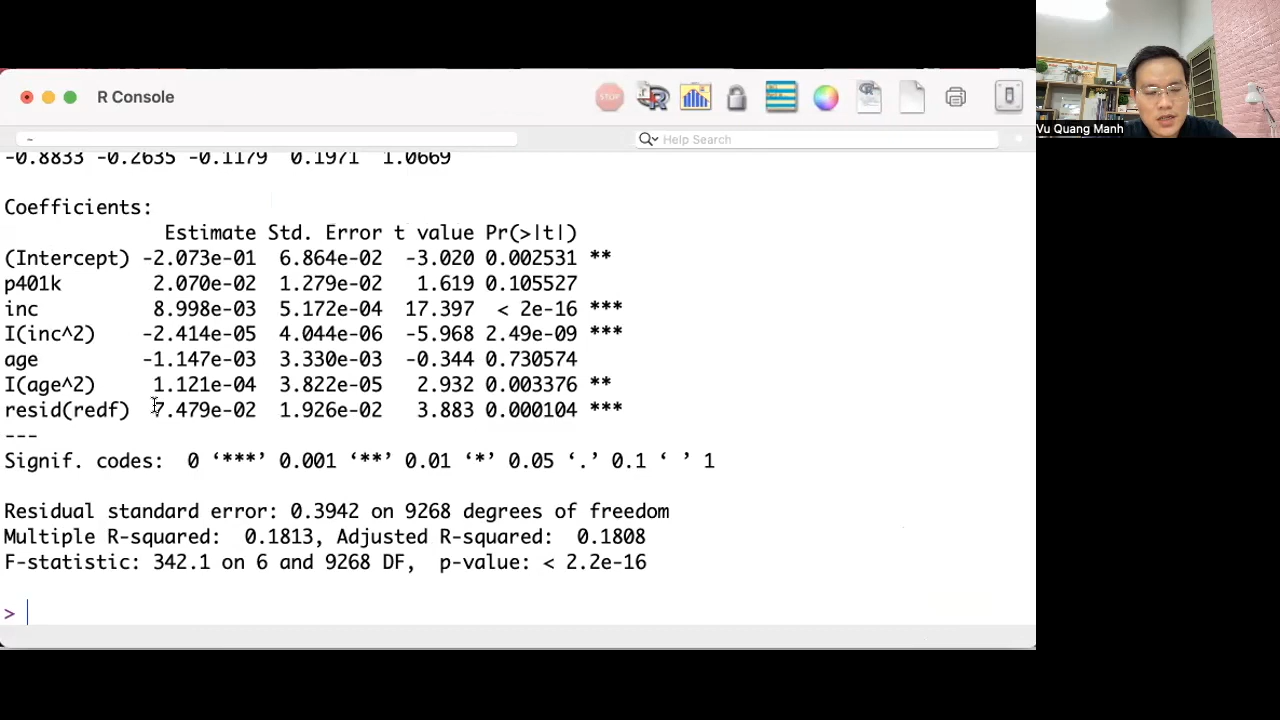 R Console
STOP
~
Help Search
-0.8833 -0.2635 -0.1179  0.1971  1.0669
Coefficients:
Estimate Std. Error t value Pr(>|t|)
(Intercept) -2.073e-01  6.864e-02  -3.020 0.002531 **
p401k        2.070e-02  1.279e-02   1.619 0.105527
inc          8.998e-03  5.172e-04  17.397  < 2e-16 ***
I(inc^2)    -2.414e-05  4.044e-06  -5.968 2.49e-09 ***
age         -1.147e-03  3.330e-03  -0.344 0.730574
I(age^2)     1.121e-04  3.822e-05   2.932 0.003376 **
resid(redf)  7.479e-02  1.926e-02   3.883 0.000104 ***
---
Signif. codes:  0 ‘***’ 0.001 ‘**’ 0.01 ‘*’ 0.05 ‘.’ 0.1 ‘ ’ 1
Residual standard error: 0.3942 on 9268 degrees of freedom
Multiple R-squared:  0.1813, Adjusted R-squared:  0.1808
F-statistic: 342.1 on 6 and 9268 DF,  p-value: < 2.2e-16
>
Vu Quang Manh